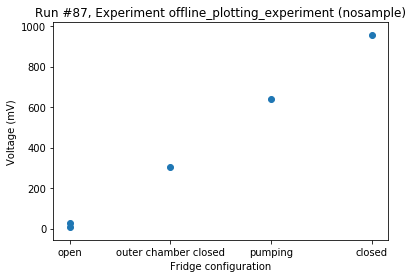 Run #87, Experiment offline_plotting_experiment (nosample)
1000
800
600
400
200
0
Voltage (mV)
open outer chamber closed pumping closed
Fridge configuration